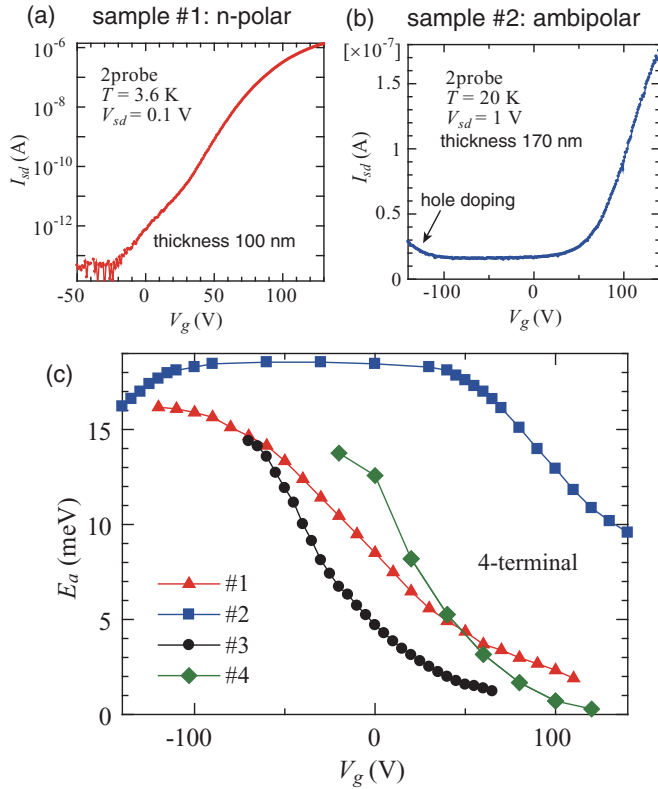 (a) sample #1: n-polar
10^-6
10^-8
10^-10
10^-12
I_sd (A)
2probe
T = 3.6 K
V_sd = 0.1 V
thickness 100 nm
-50 0 50 100
V_g (V)
(b) sample #2: ambipolar
[×10^-7]
1.5
1
0.5
0
I_sd (A)
2probe
T = 20 K
V_sd = 1 V
thickness 170 nm
hole doping
-100 0 100
V_g (V)
(c)
15
10
5
0
E_a (meV)
4-terminal
#1
#2
#3
#4
-100 0 100
V_g (V)